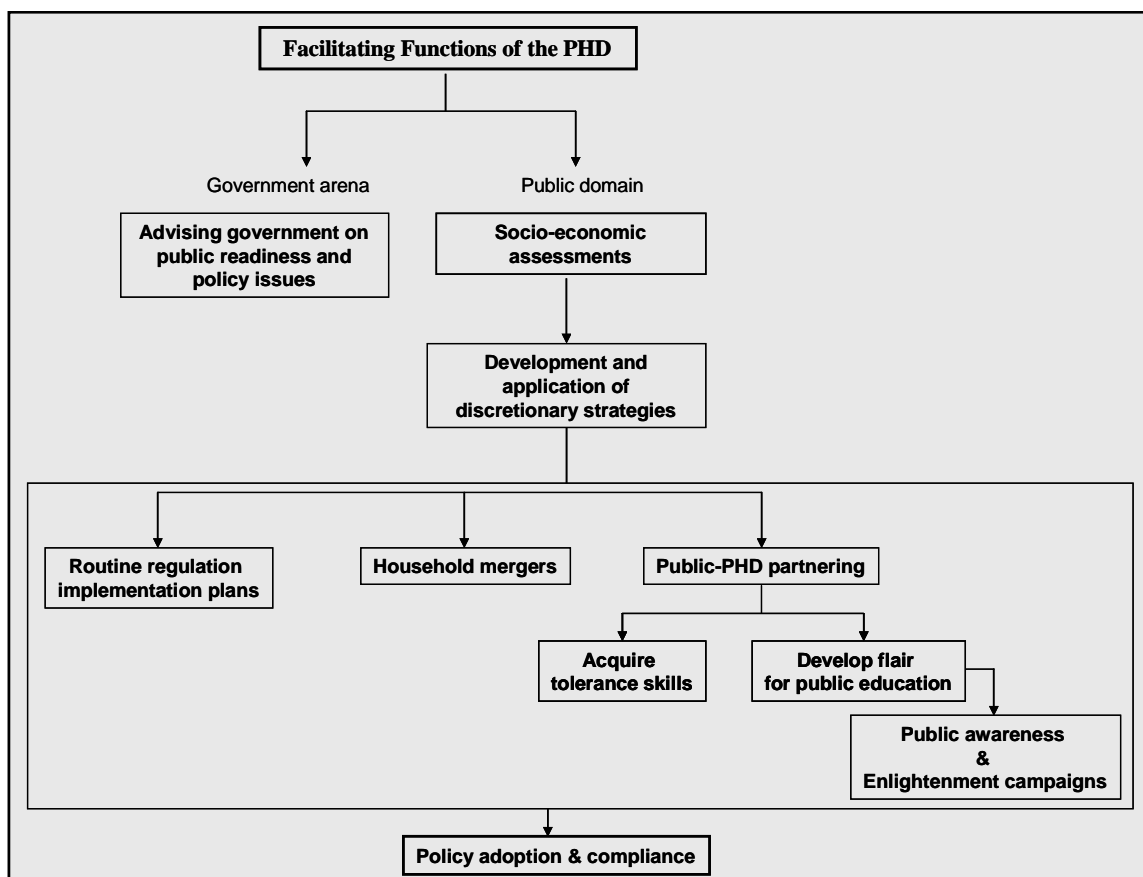 Facilitating Functions of the PHD
Government arena
Public domain
Advising government on
public readiness and
policy issues
Socio-economic
assessments
Development and
application of
discretionary strategies
Routine regulation
implementation plans
Household mergers
Public-PHD partnering
Acquire
tolerance skills
Develop flair
for public education
Public awareness
&
Enlightenment campaigns
Policy adoption & compliance